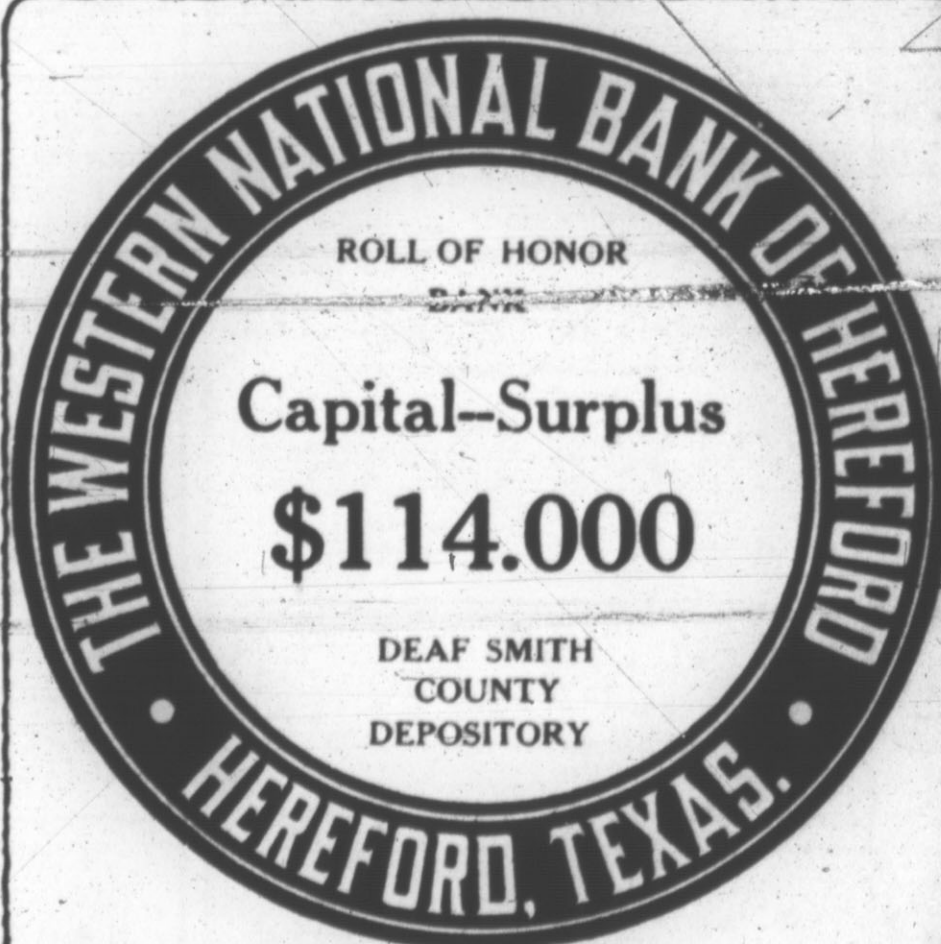 THE WESTERN NATIONAL BANK OF HEREFORD
ROLL OF HONOR
BANK
Capital--Surplus
$114.000
DEAF SMITH
COUNTY
DEPOSITORY
HEREFORD, TEXAS.